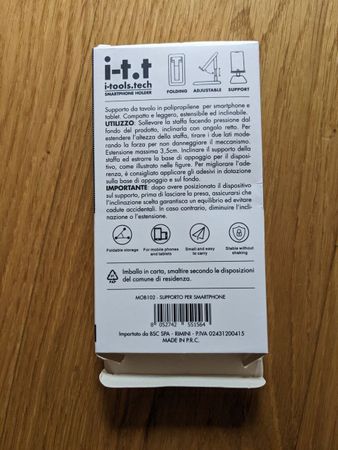 i-t.t
i-tools.tech
SMARTPHONE HOLDER
FOLDING
ADJUSTABLE
SUPPORT
Supporto da tavolo in polipropilene per smartphone e
tablet. Compatto e leggero, estensibile ed inclinabile.
UTILIZZO: Sollevare la staffa facendo pressione dal
fondo del prodotto, inclinarla con angolo retto. Per
estendere l'altezza della staffa, tirare i due lati mode-
rando la forza per non danneggiare il meccanismo.
Estensione massima 3,5cm. Inclinare il supporto della
staffa ed estrarre la base di appoggio per il disposi-
tivo, come illustrato nelle figure. Per migliorare l'ade-
renza, é consigliato applicare gli adesivi in dotazione
sulla base di appoggio e sul fondo.
IMPORTANTE: dopo avere posizionato il dispositivo
sul supporto, prima di lasciare la presa, assicurarsi che
l'inclinazione scelta garantisca un equilibrio ed evitare
cadute accidentali. In caso contrario, diminuire l'incli-
nazione o l'estensione.
Foldable storage
For mobile phones
and tablets
Small and easy
to carry
Stable without
shaking
Imballo in carta, smaltire secondo le disposizioni
del comune di residenza.
MOB102 - SUPPORTO PER SMARTPHONE
8 052742 551564
Importato da BSC SPA - RIMINI - P.IVA 02431200415
MADE IN P.R.C.